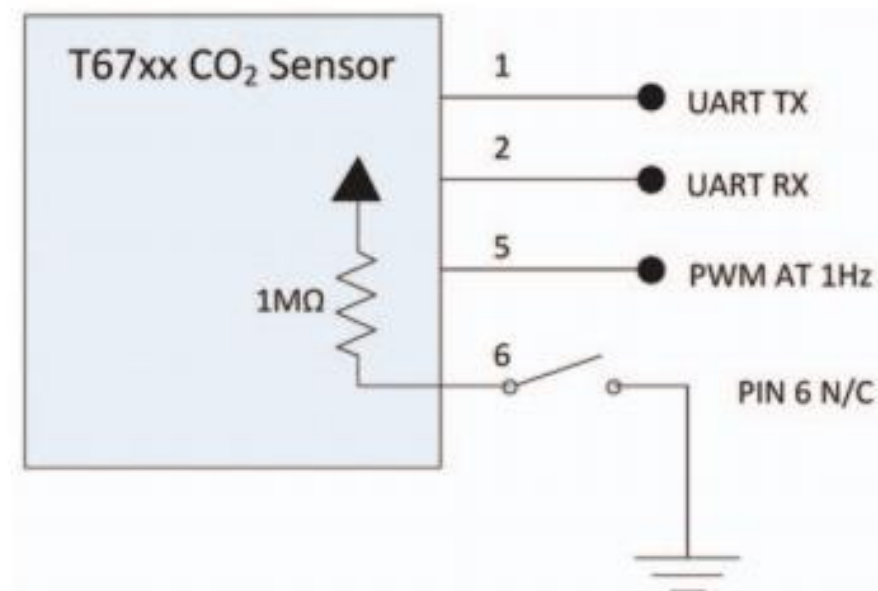 T67xx CO₂ Sensor
1
UART TX
2
UART RX
5
PWM AT 1Hz
1MΩ
6
PIN 6 N/C